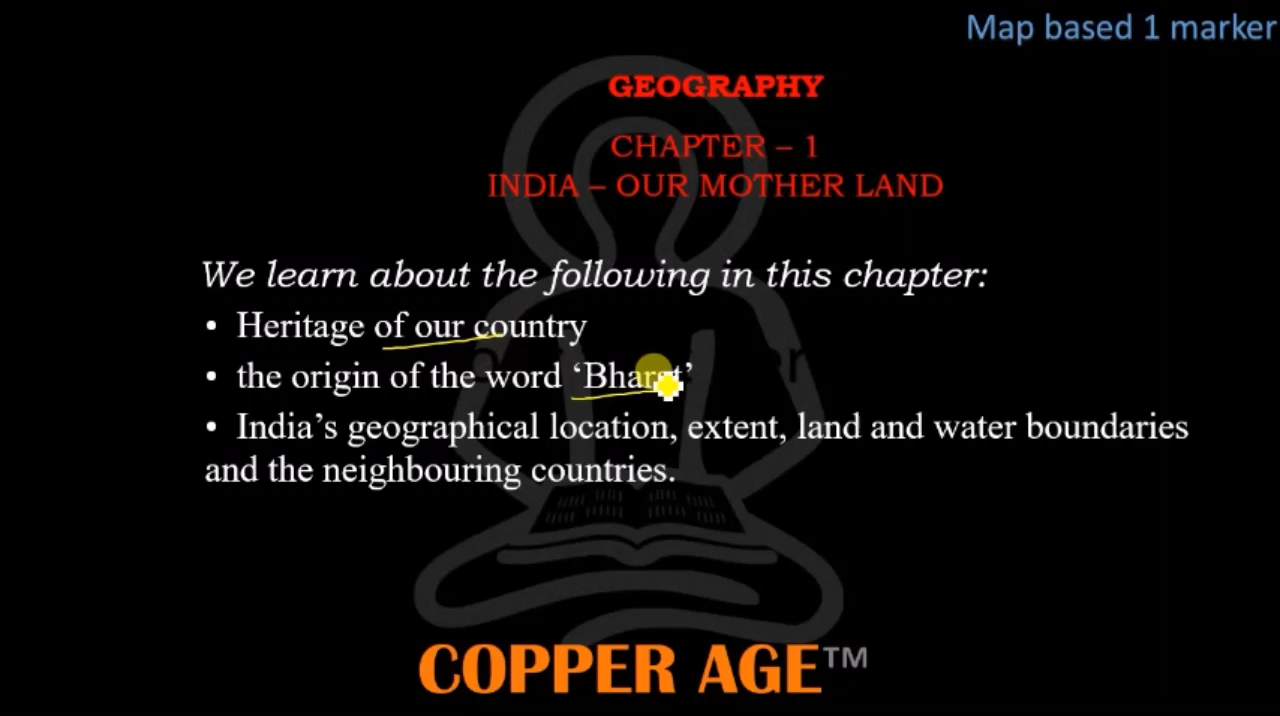 Map based 1 marker
GEOGRAPHY
CHAPTER – 1
INDIA – OUR MOTHER LAND
We learn about the following in this chapter:
• Heritage of our country
• the origin of the word ‘Bharat’
• India’s geographical location, extent, land and water boundaries
and the neighbouring countries.
COPPER AGE™